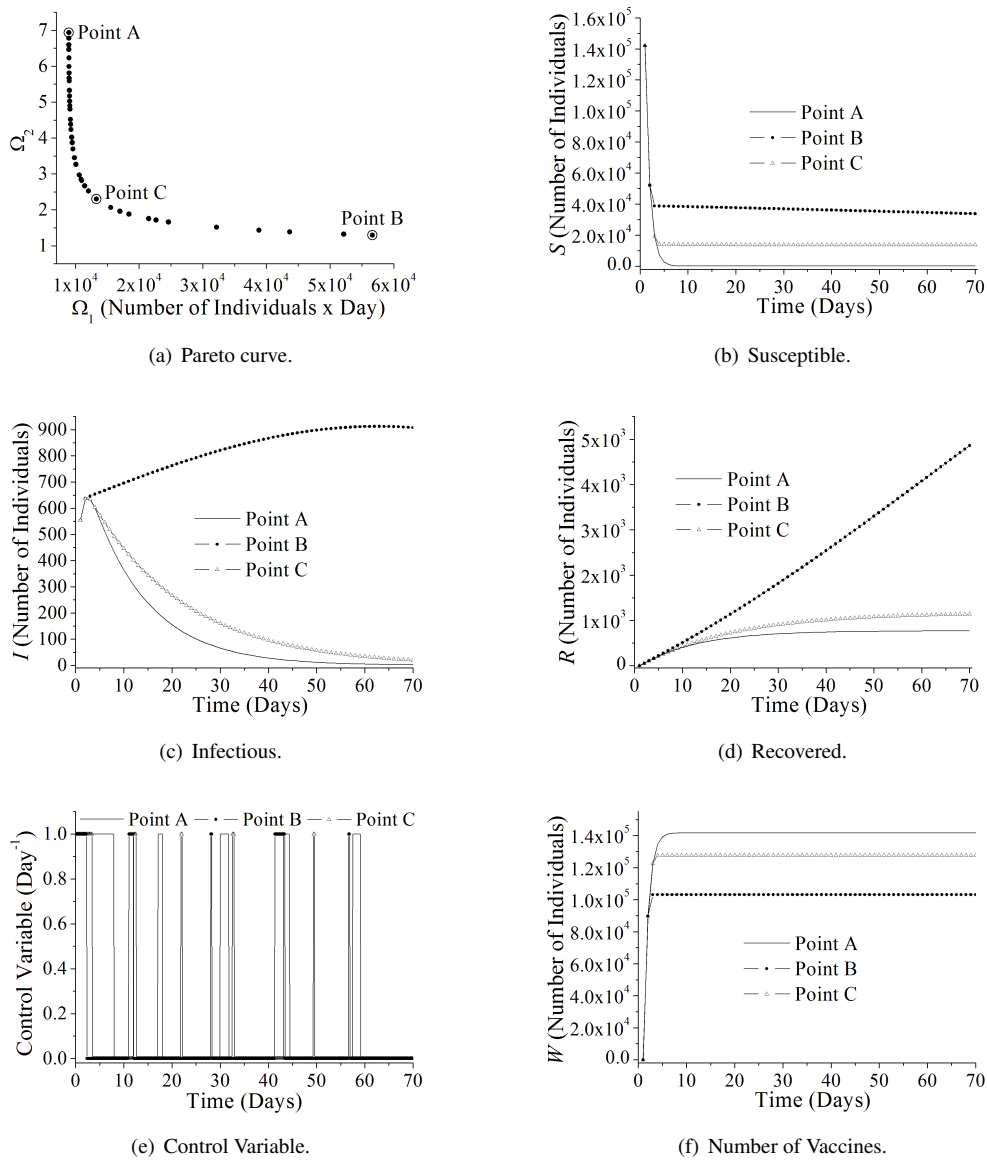 7
6
5
4
3
2
1
Ω2
Point A
Point C
Point B
1x10^4 2x10^4 3x10^4 4x10^4 5x10^4 6x10^4
Ω1 (Number of Individuals x Day)
(a) Pareto curve.
1.6x10^5
1.4x10^5
1.2x10^5
1.0x10^5
8.0x10^4
6.0x10^4
4.0x10^4
2.0x10^4
0.0
S (Number of Individuals)
Point A
Point B
Point C
0 10 20 30 40 50 60 70
Time (Days)
(b) Susceptible.
900
800
700
600
500
400
300
200
100
0
I (Number of Individuals)
Point A
Point B
Point C
0 10 20 30 40 50 60 70
Time (Days)
(c) Infectious.
5x10^3
4x10^3
3x10^3
2x10^3
1x10^3
0
R (Number of Individuals)
Point A
Point B
Point C
0 10 20 30 40 50 60 70
Time (Days)
(d) Recovered.
Point A Point B Point C
1.0
0.8
0.6
0.4
0.2
0.0
Control Variable (Day^-1)
0 10 20 30 40 50 60 70
Time (Days)
(e) Control Variable.
1.4x10^5
1.2x10^5
1.0x10^5
8.0x10^4
6.0x10^4
4.0x10^4
2.0x10^4
0.0
W (Number of Individuals)
Point A
Point B
Point C
0 10 20 30 40 50 60 70
Time (Days)
(f) Number of Vaccines.